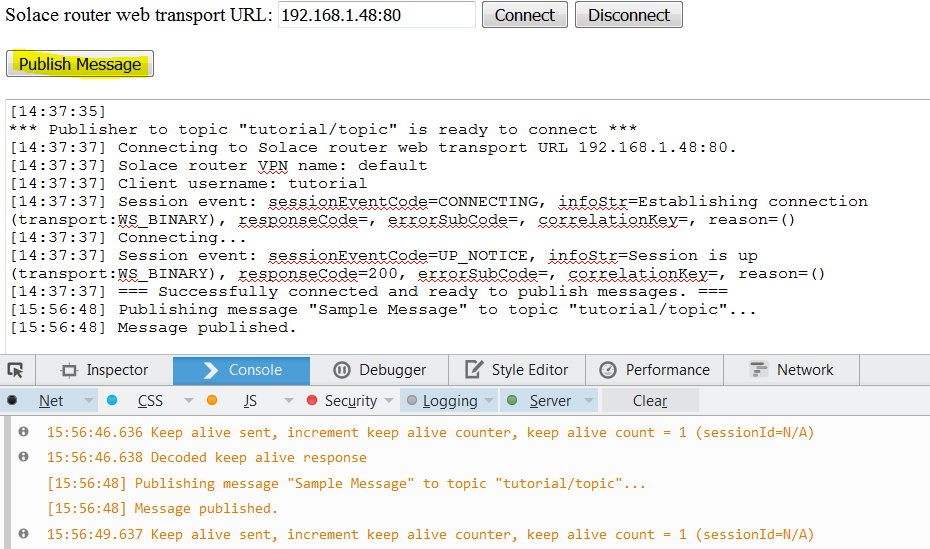 Solace router web transport URL: 192.168.1.48:80 Connect Disconnect
Publish Message
[14:37:35]
*** Publisher to topic "tutorial/topic" is ready to connect ***
[14:37:37] Connecting to Solace router web transport URL 192.168.1.48:80.
[14:37:37] Solace router VPN name: default
[14:37:37] Client username: tutorial
[14:37:37] Session event: sessionEventCode=CONNECTING, infoStr=Establishing connection
(transport:WS_BINARY), responseCode=, errorSubCode=, correlationKey=, reason=()
[14:37:37] Connecting...
[14:37:37] Session event: sessionEventCode=UP_NOTICE, infoStr=Session is up
(transport:WS_BINARY), responseCode=200, errorSubCode=, correlationKey=, reason=()
[14:37:37] === Successfully connected and ready to publish messages. ===
[15:56:48] Publishing message "Sample Message" to topic "tutorial/topic"...
[15:56:48] Message published.
Inspector Console Debugger Style Editor Performance Network
Net CSS JS Security Logging Server Clear
15:56:46.636 Keep alive sent, increment keep alive counter, keep alive count = 1 (sessionId=N/A)
15:56:46.638 Decoded keep alive response
[15:56:48] Publishing message "Sample Message" to topic "tutorial/topic"...
[15:56:48] Message published.
15:56:49.637 Keep alive sent, increment keep alive counter, keep alive count = 1 (sessionId=N/A)